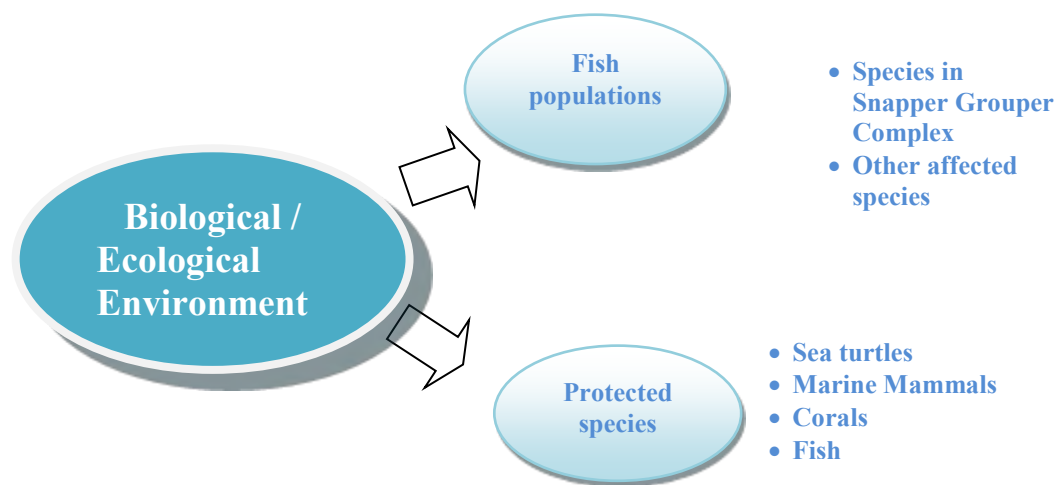 Biological /
Ecological
Environment
Fish
populations
• Species in
Snapper Grouper
Complex
• Other affected
species
Protected
species
• Sea turtles
• Marine Mammals
• Corals
• Fish